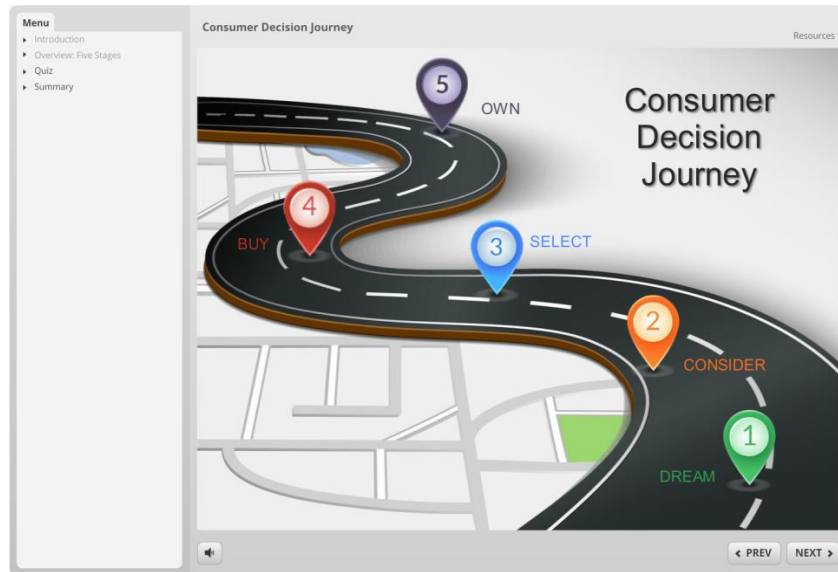 Menu
Introduction
Overview: Five Stages
Quiz
Summary
Consumer Decision Journey
Resources
Consumer
Decision
Journey
5
OWN
4
BUY
3
SELECT
2
CONSIDER
1
DREAM
PREV
NEXT